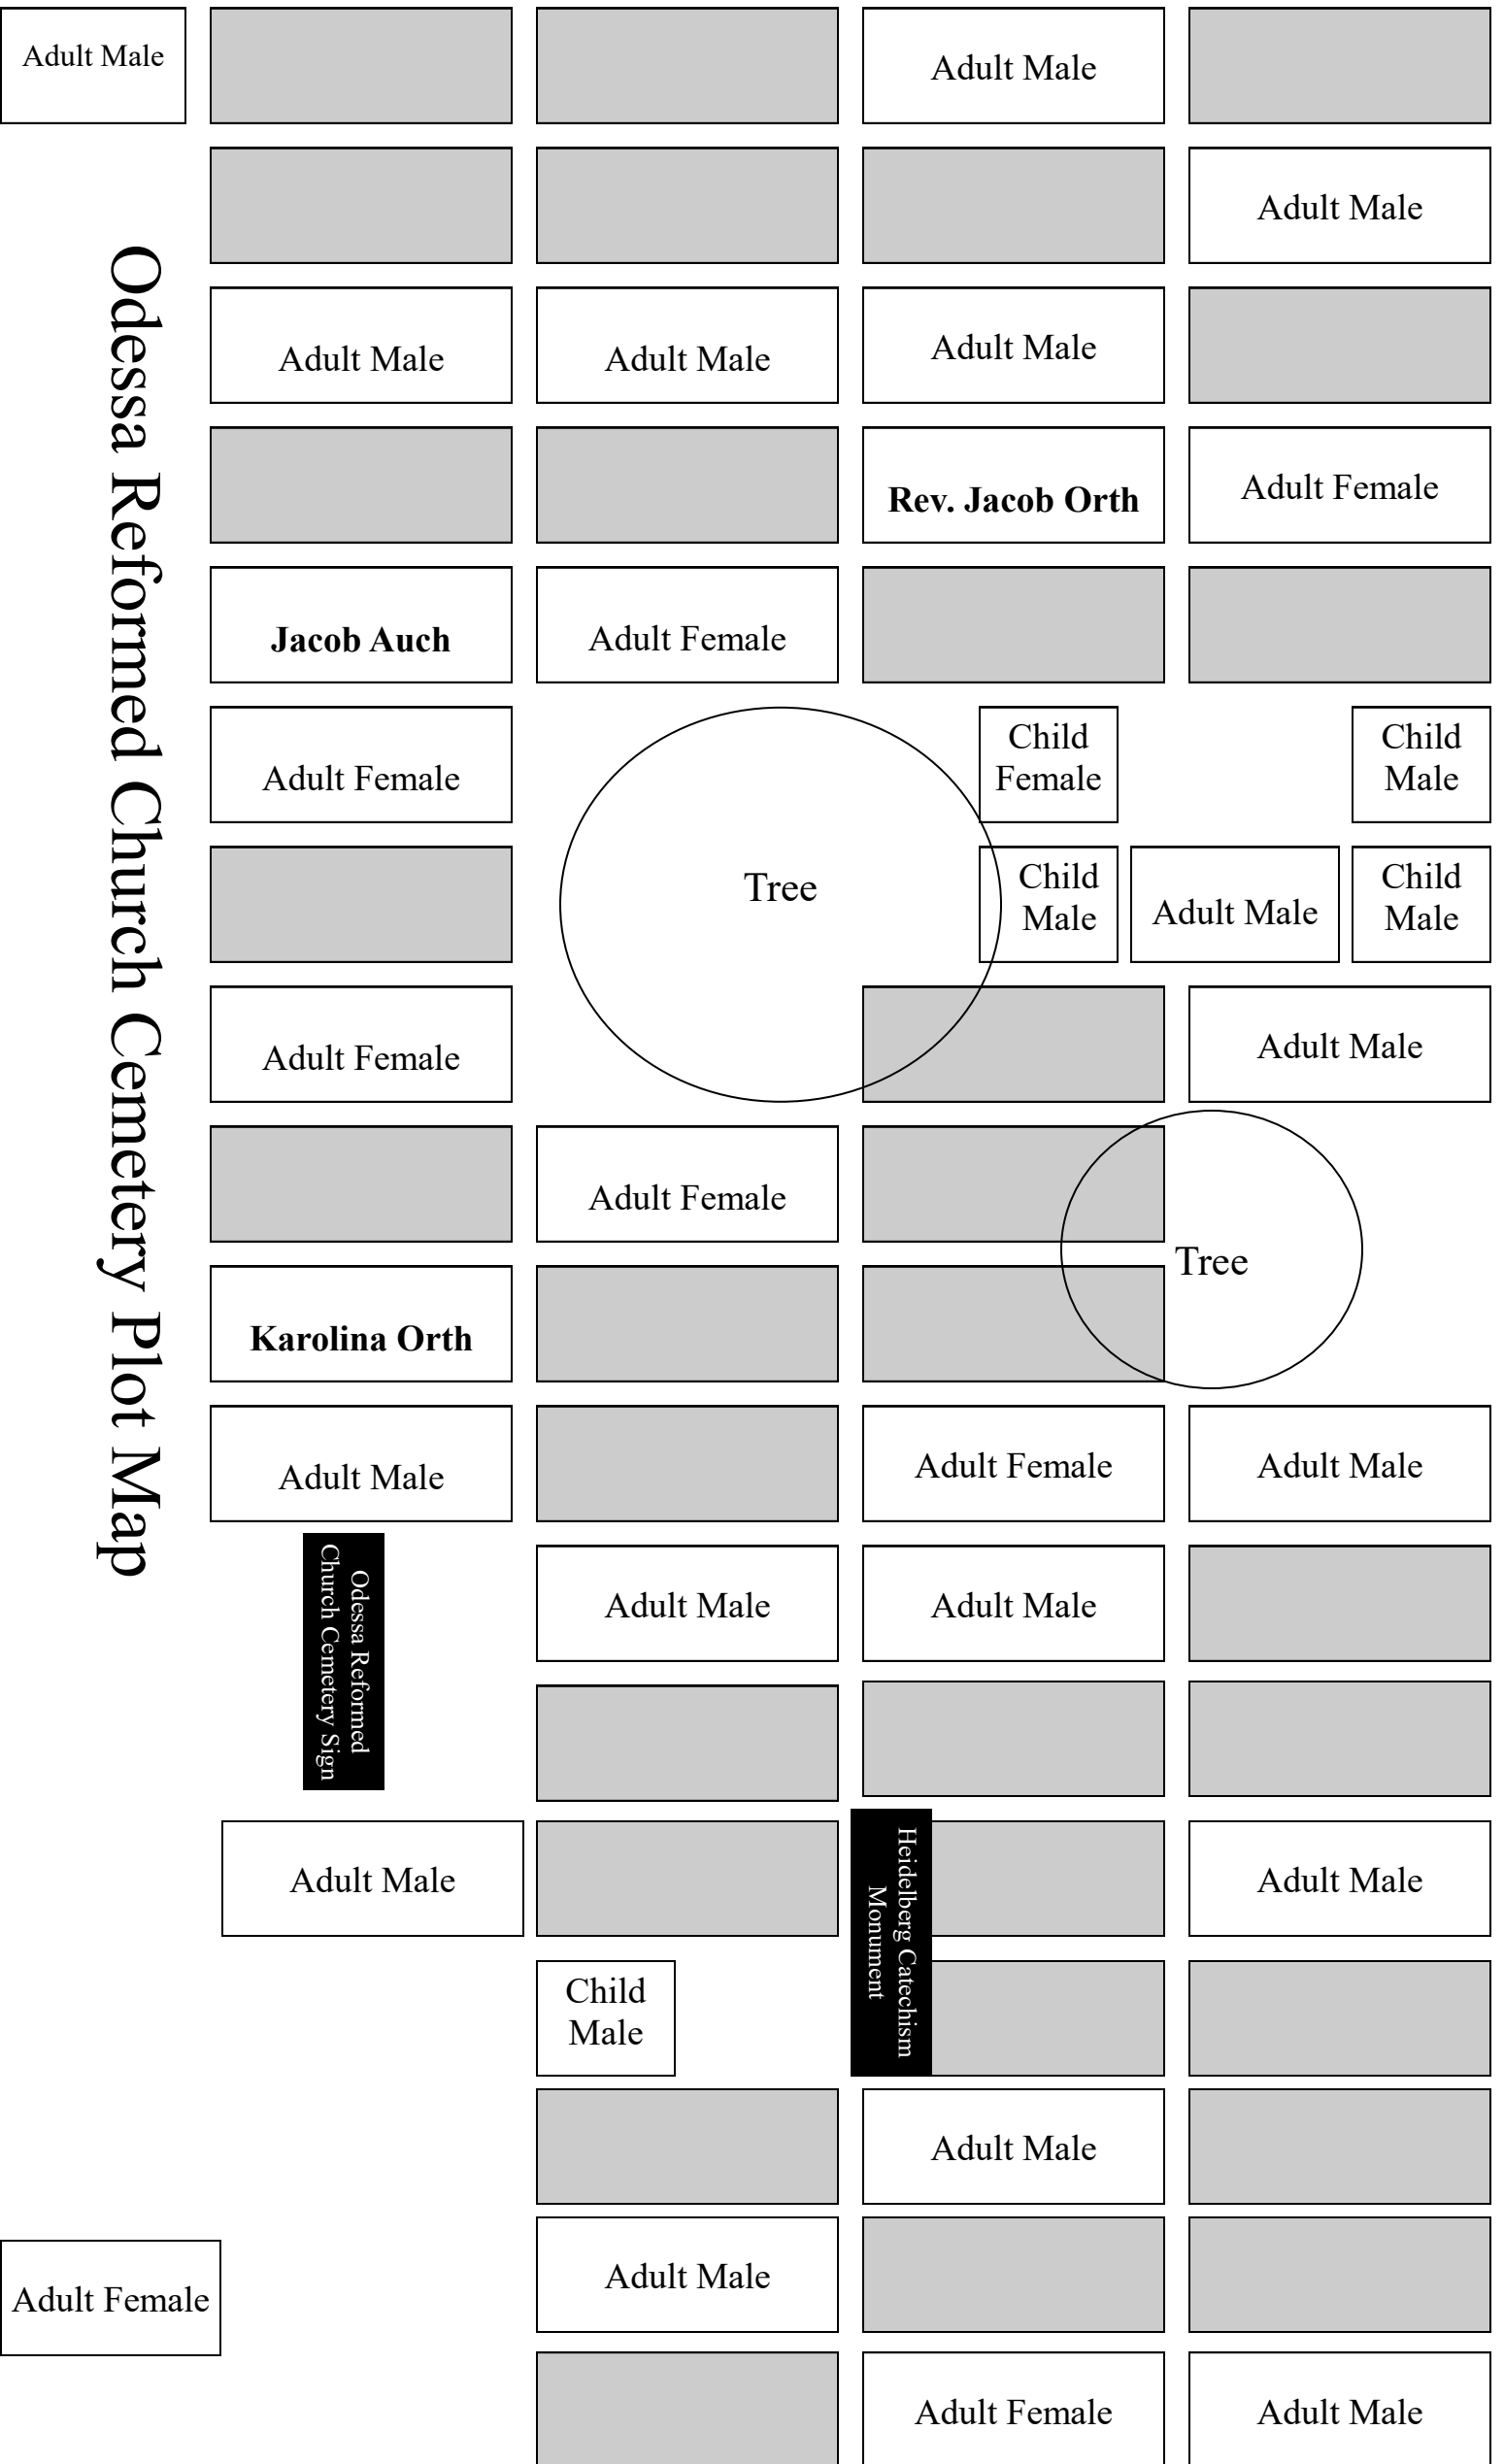 Adult Male
Adult Male
Adult Male
Odessa Reformed Church Cemetery Plot Map
Adult Male
Adult Male
Adult Male
Rev. Jacob Orth
Adult Female
Jacob Auch
Adult Female
Adult Female
Child
Female
Child
Male
Tree
Child
Male
Adult Male
Child
Male
Adult Female
Adult Male
Adult Female
Tree
Karolina Orth
Adult Male
Adult Female
Adult Male
Odessa Reformed
Church Cemetery Sign
Adult Male
Adult Male
Adult Male
Heidelberg Catechism
Monument
Adult Male
Child
Male
Adult Male
Adult Male
Adult Female
Adult Female
Adult Male